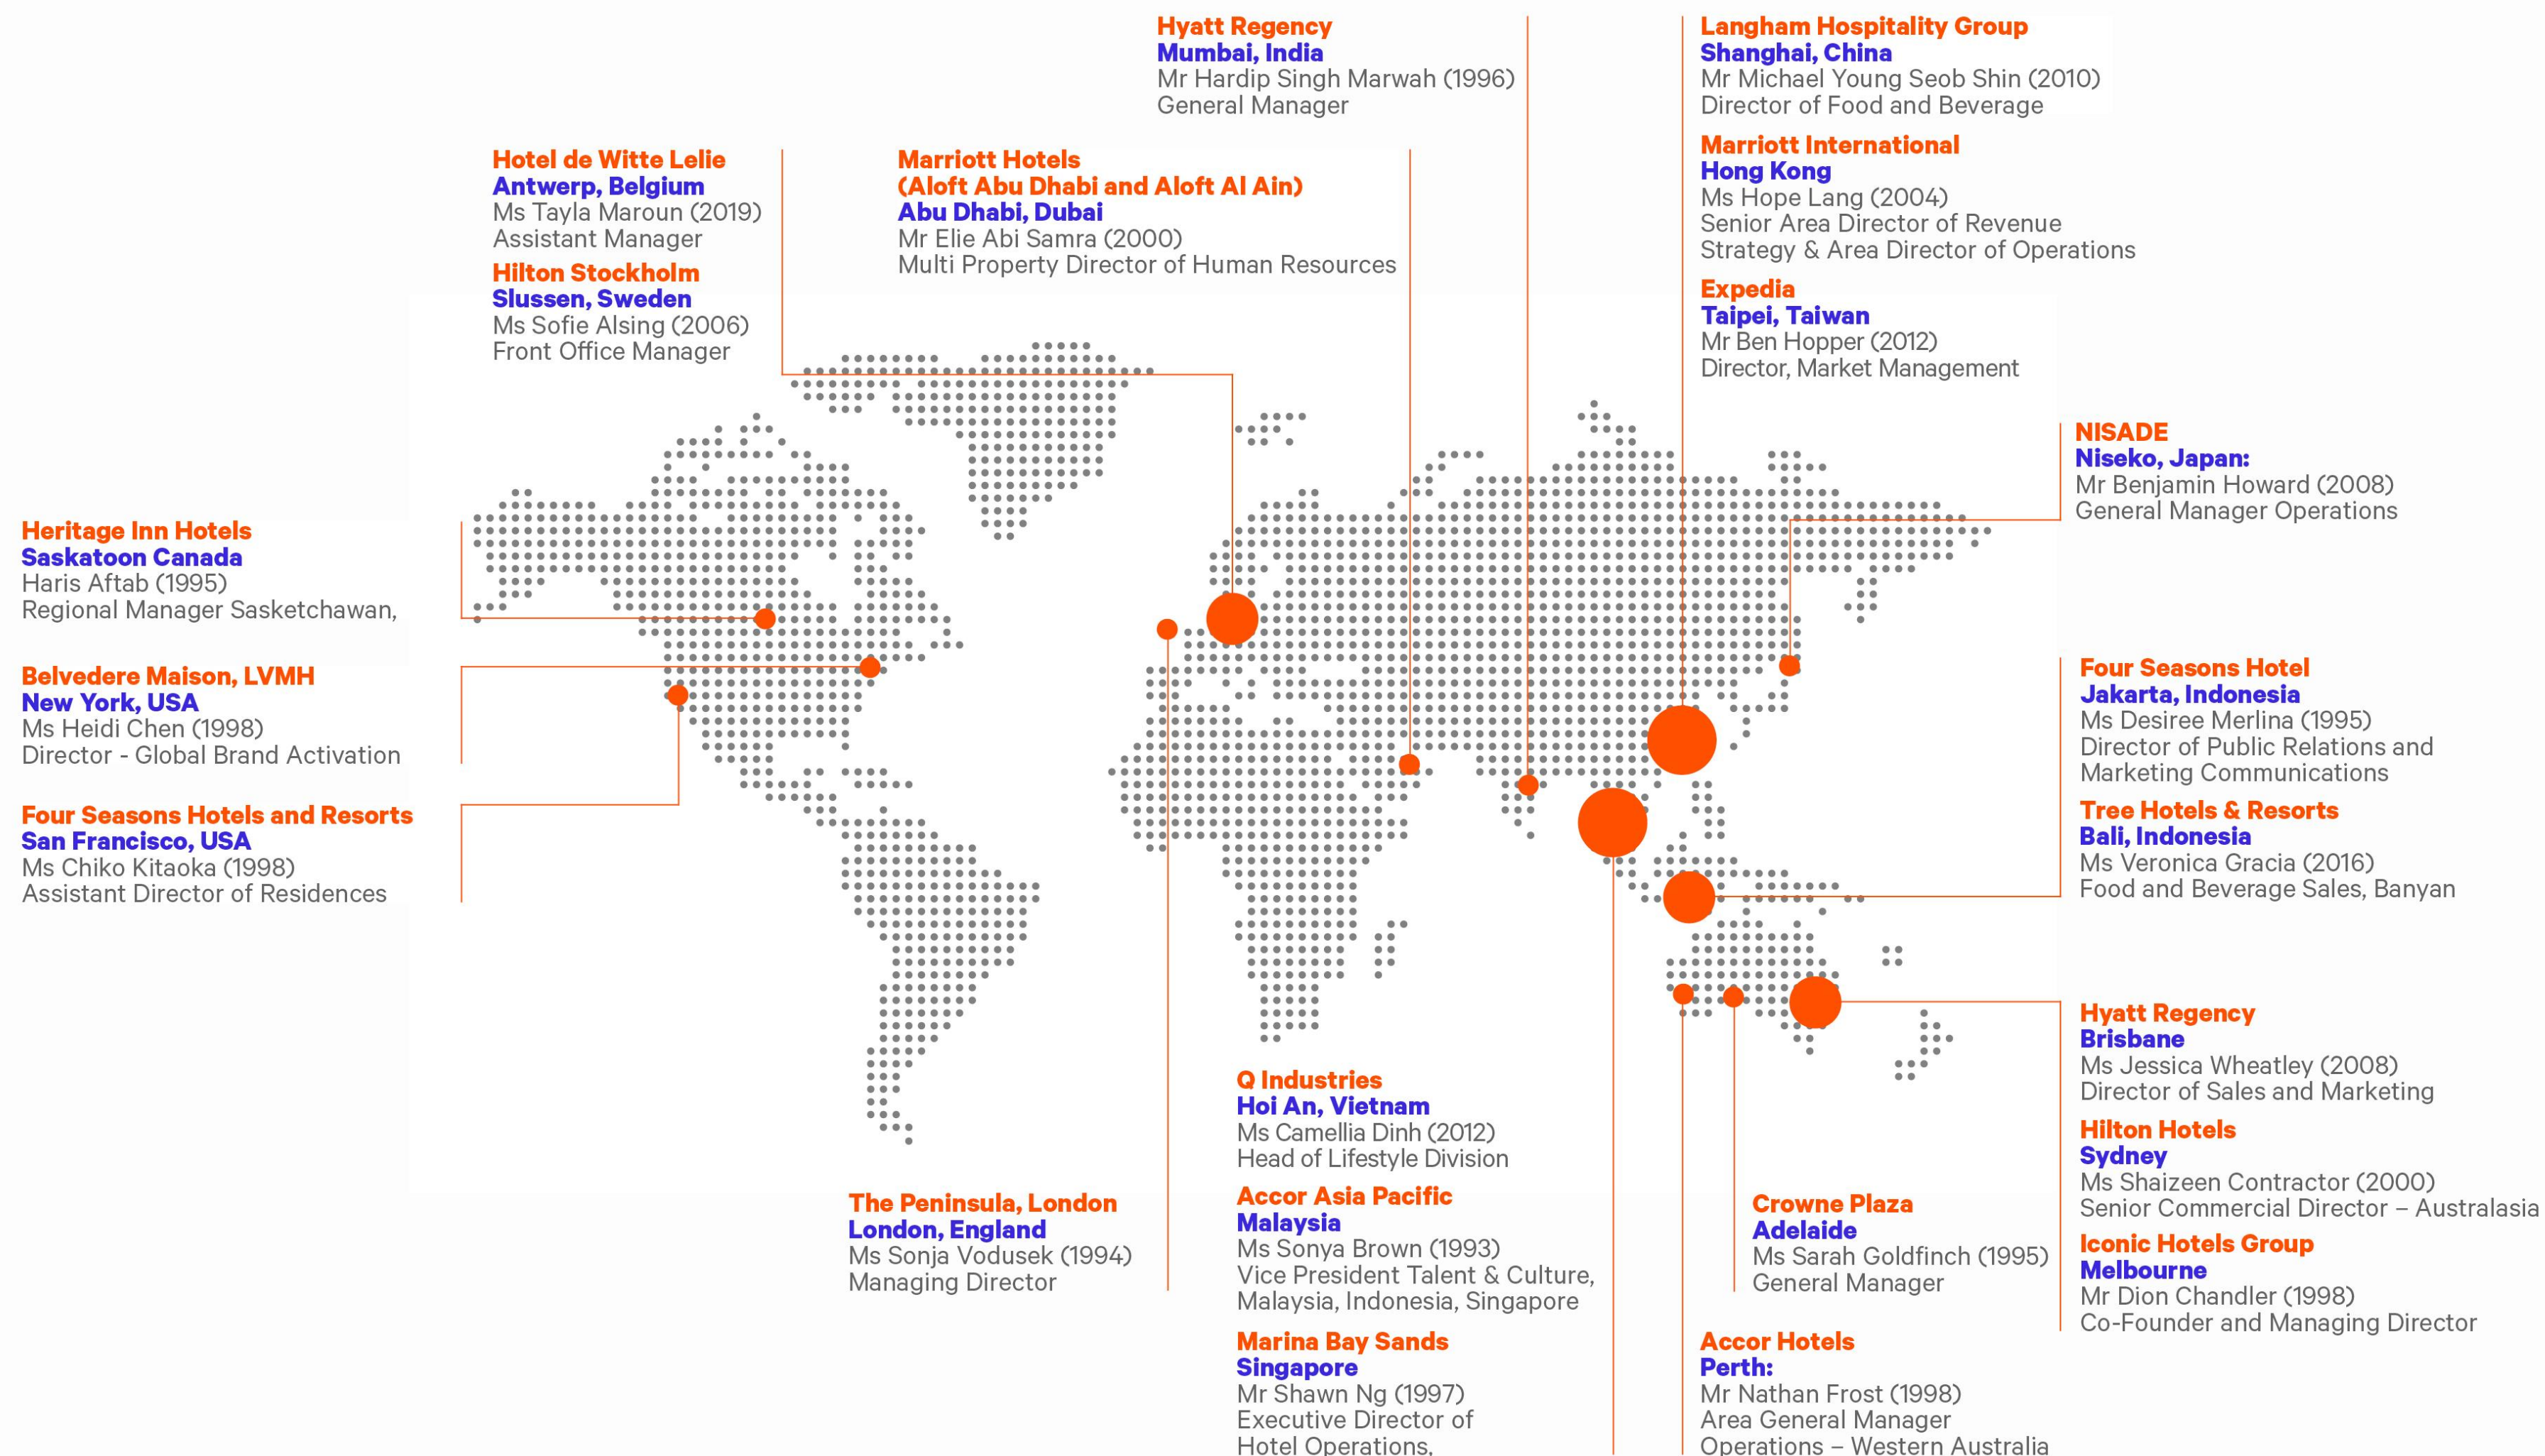 Hyatt Regency
Mumbai, India
Mr Hardip Singh Marwah (1996)
General Manager
Langham Hospitality Group
Shanghai, China
Mr Michael Young Seob Shin (2010)
Director of Food and Beverage
Marriott International
Hong Kong
Ms Hope Lang (2004)
Senior Area Director of Revenue
Strategy & Area Director of Operations
Expedia
Taipei, Taiwan
Mr Ben Hopper (2012)
Director, Market Management
Hotel de Witte Lelie
Antwerp, Belgium
Ms Tayla Maroun (2019)
Assistant Manager
Hilton Stockholm
Slussen, Sweden
Ms Sofie Alsing (2006)
Front Office Manager
Marriott Hotels
(Aloft Abu Dhabi and Aloft Al Ain)
Abu Dhabi, Dubai
Mr Elie Abi Samra (2000)
Multi Property Director of Human Resources
NISADE
Niseko, Japan:
Mr Benjamin Howard (2008)
General Manager Operations
Heritage Inn Hotels
Saskatoon Canada
Haris Aftab (1995)
Regional Manager Sasketchawan,
Belvedere Maison, LVMH
New York, USA
Ms Heidi Chen (1998)
Director - Global Brand Activation
Four Seasons Hotels and Resorts
San Francisco, USA
Ms Chiko Kitaoka (1998)
Assistant Director of Residences
Four Seasons Hotel
Jakarta, Indonesia
Ms Desiree Merlina (1995)
Director of Public Relations and
Marketing Communications
Tree Hotels & Resorts
Bali, Indonesia
Ms Veronica Gracia (2016)
Food and Beverage Sales, Banyan
Hyatt Regency
Brisbane
Ms Jessica Wheatley (2008)
Director of Sales and Marketing
Hilton Hotels
Sydney
Ms Shaizeen Contractor (2000)
Senior Commercial Director – Australasia
Iconic Hotels Group
Melbourne
Mr Dion Chandler (1998)
Co-Founder and Managing Director
The Peninsula, London
London, England
Ms Sonja Vodusek (1994)
Managing Director
Q Industries
Hoi An, Vietnam
Ms Camellia Dinh (2012)
Head of Lifestyle Division
Accor Asia Pacific
Malaysia
Ms Sonya Brown (1993)
Vice President Talent & Culture,
Malaysia, Indonesia, Singapore
Marina Bay Sands
Singapore
Mr Shawn Ng (1997)
Executive Director of
Hotel Operations,
Crowne Plaza
Adelaide
Ms Sarah Goldfinch (1995)
General Manager
Accor Hotels
Perth:
Mr Nathan Frost (1998)
Area General Manager
Operations – Western Australia